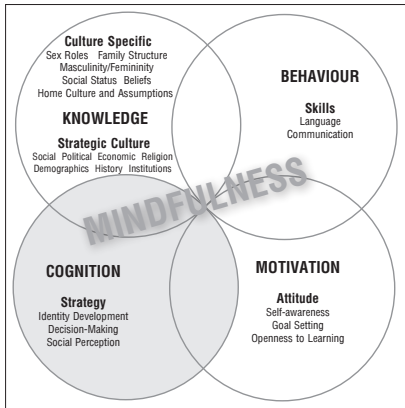 Culture Specific
Sex Roles Family Structure
Masculinity/Femininity
Social Status Beliefs
Home Culture and Assumptions
KNOWLEDGE
Strategic Culture
Social Political Economic Religion
Demographics History Institutions
BEHAVIOUR
Skills
Language
Communication
MINDFULNESS
COGNITION
Strategy
Identity Development
Decision-Making
Social Perception
MOTIVATION
Attitude
Self-awareness
Goal Setting
Openness to Learning